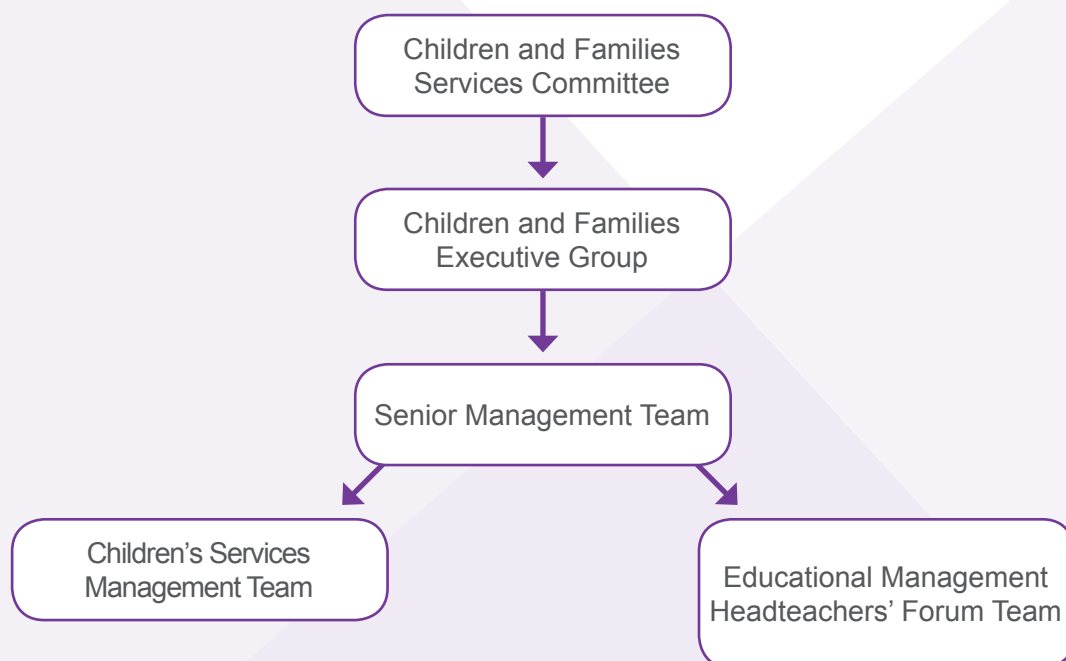 Children and Families
Services Committee
Children and Families
Executive Group
Senior Management Team
Children’s Services
Management Team
Educational Management
Headteachers’ Forum Team